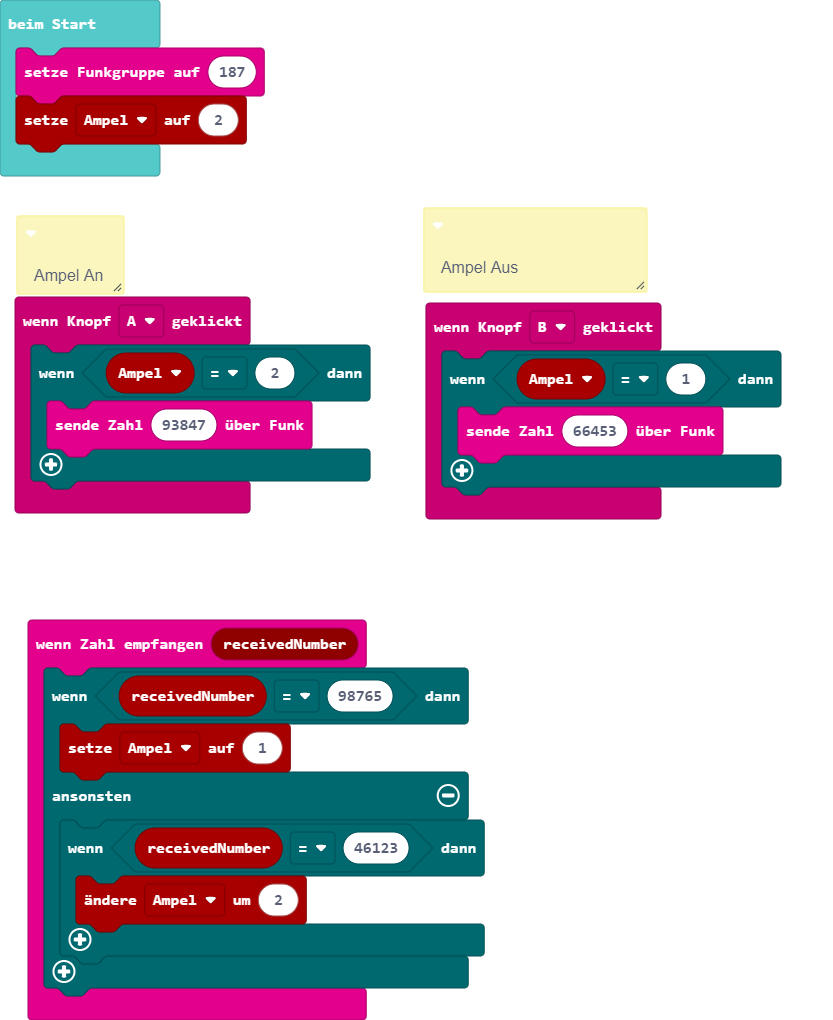 beim Start
setze Funkgruppe auf 187
setze Ampel auf 2
Ampel An
wenn Knopf A geklickt
wenn Ampel = 2 dann
sende Zahl 93847 über Funk
Ampel Aus
wenn Knopf B geklickt
wenn Ampel = 1 dann
sende Zahl 66453 über Funk
wenn Zahl empfangen receivedNumber
wenn receivedNumber = 98765 dann
setze Ampel auf 1
ansonsten
wenn receivedNumber = 46123 dann
ändere Ampel um 2